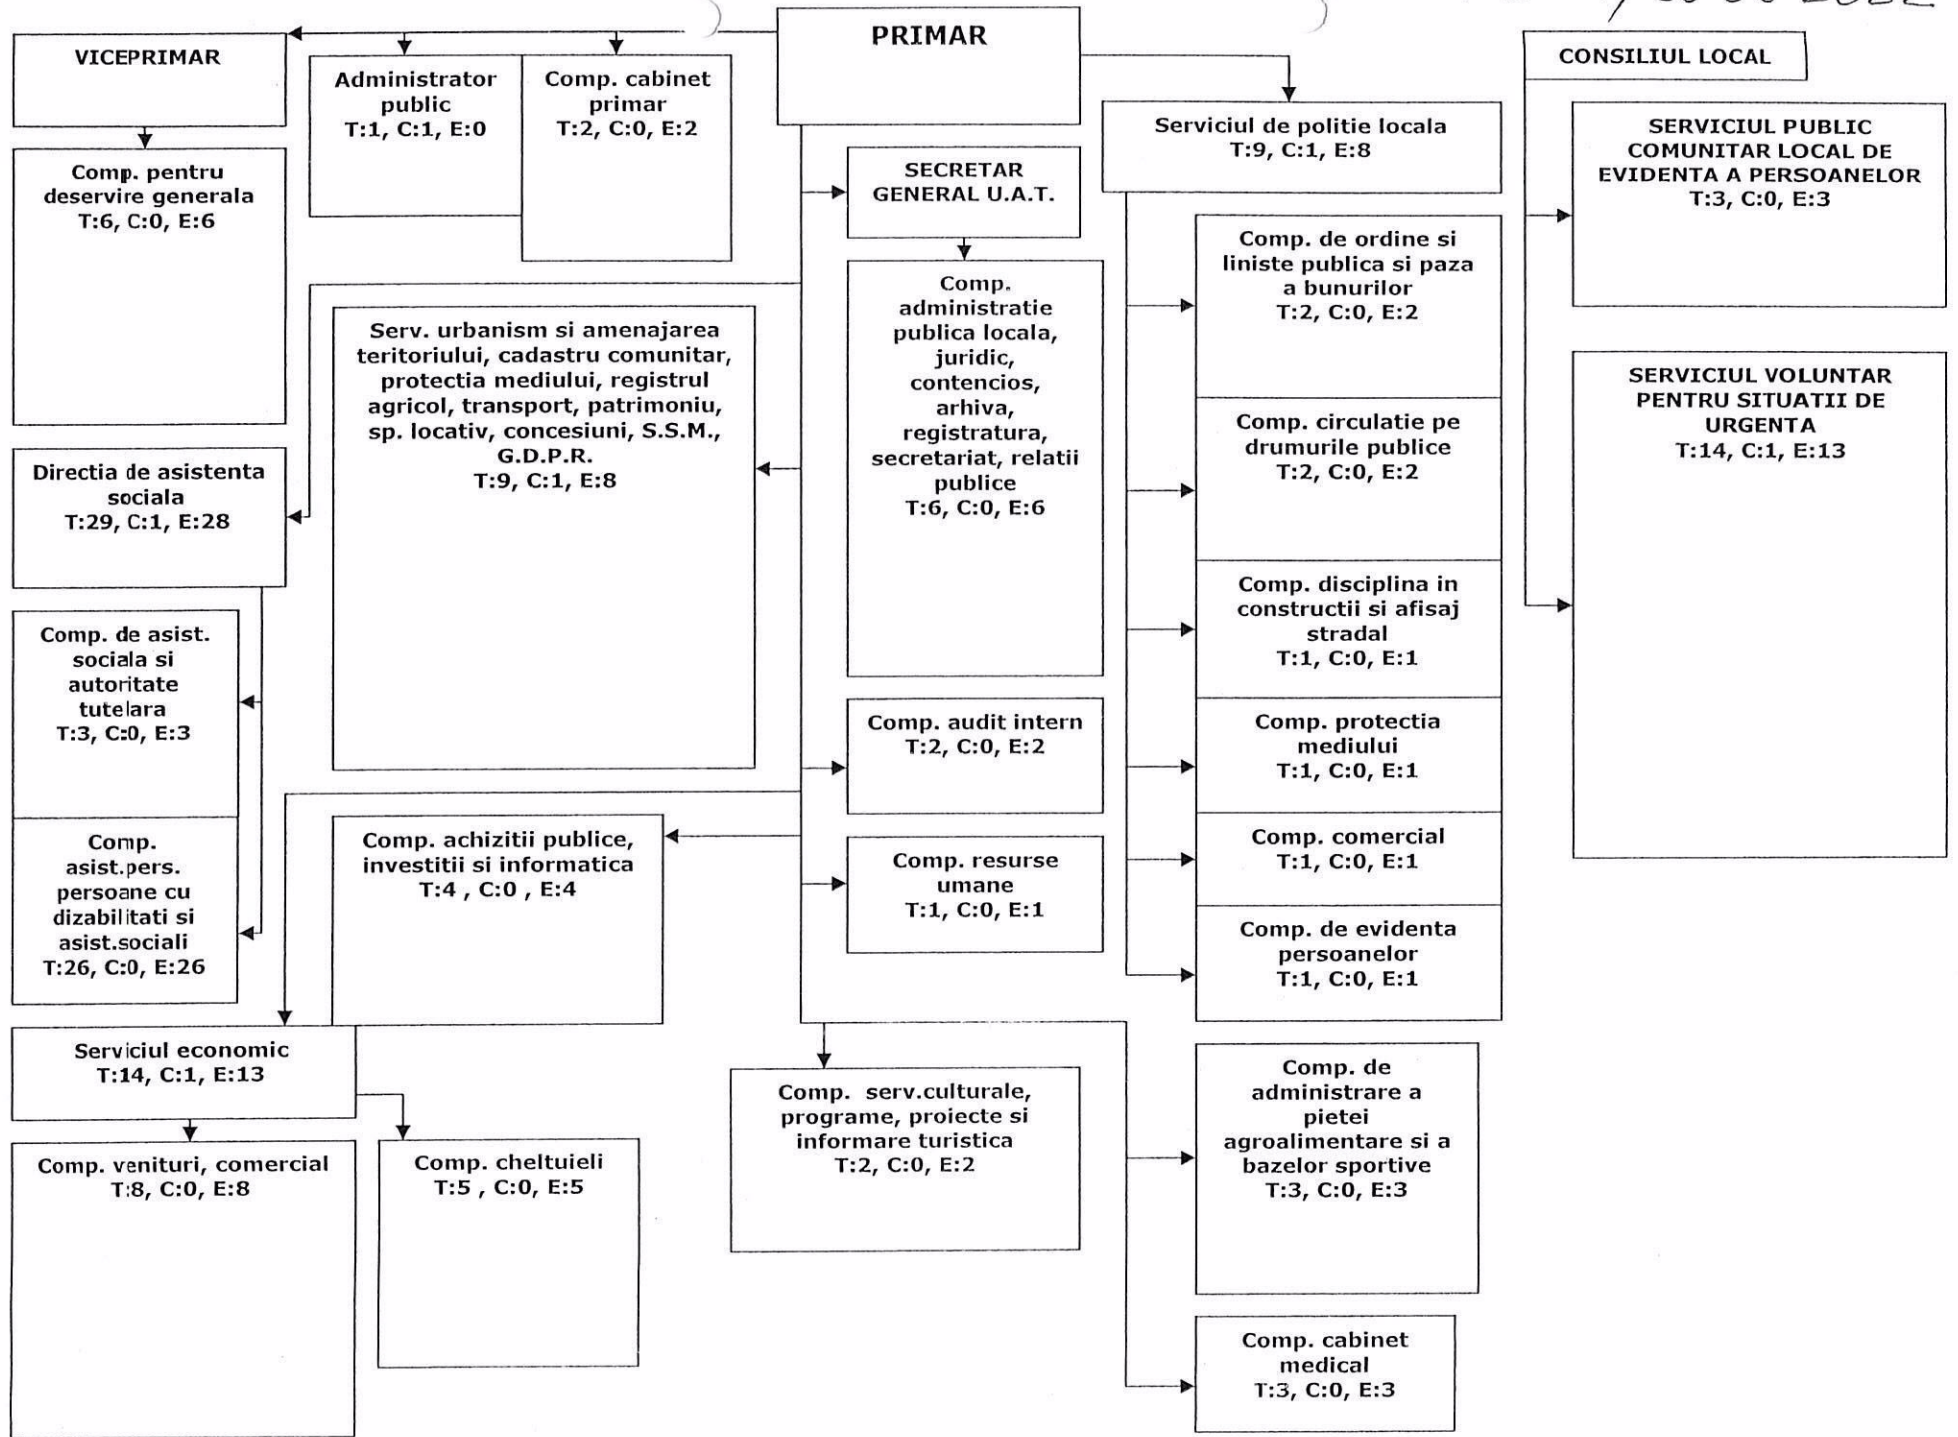 PRIMAR
VICEPRIMAR
Administrator
public
T:1, C:1, E:0
Comp. cabinet
primar
T:2, C:0, E:2
CONSILIUL LOCAL
Comp. pentru
deservire generala
T:6, C:0, E:6
SECRETAR
GENERAL U.A.T.
Serviciul de politie locala
T:9, C:1, E:8
SERVICIUL PUBLIC
COMUNITAR LOCAL DE
EVIDENTA A PERSOANELOR
T:3, C:0, E:3
Serv. urbanism si amenajarea
teritoriului, cadastru comunitar,
protectia mediului, registrul
agricol, transport, patrimoniu,
sp. locativ, concesiuni, S.S.M.,
G.D.P.R.
T:9, C:1, E:8
Comp.
administratie
publica locala,
juridic,
contencios,
arhiva,
registratura,
secretariat, relatii
publice
T:6, C:0, E:6
Comp. de ordine si
liniste publica si paza
a bunurilor
T:2, C:0, E:2
SERVICIUL VOLUNTAR
PENTRU SITUATII DE
URGENTA
T:14, C:1, E:13
Comp. circulatie pe
drumurile publice
T:2, C:0, E:2
Directia de asistenta
sociala
T:29, C:1, E:28
Comp. disciplina in
constructii si afisaj
stradal
T:1, C:0, E:1
Comp. de asist.
sociala si
autoritate
tutelara
T:3, C:0, E:3
Comp. audit intern
T:2, C:0, E:2
Comp. protectia
mediului
T:1, C:0, E:1
Comp.
asist.pers.
persoane cu
dizabilitati si
asist.sociali
T:26, C:0, E:26
Comp. achizitii publice,
investitii si informatica
T:4 , C:0 , E:4
Comp. resurse
umane
T:1, C:0, E:1
Comp. comercial
T:1, C:0, E:1
Comp. de evidenta
persoanelor
T:1, C:0, E:1
Serviciul economic
T:14, C:1, E:13
Comp. venituri, comercial
T:8, C:0, E:8
Comp. cheltuieli
T:5 , C:0, E:5
Comp. serv.culturale,
programe, proiecte si
informare turistica
T:2, C:0, E:2
Comp. de
administrare a
pietei
agroalimentare si a
bazelor sportive
T:3, C:0, E:3
Comp. cabinet
medical
T:3, C:0, E:3